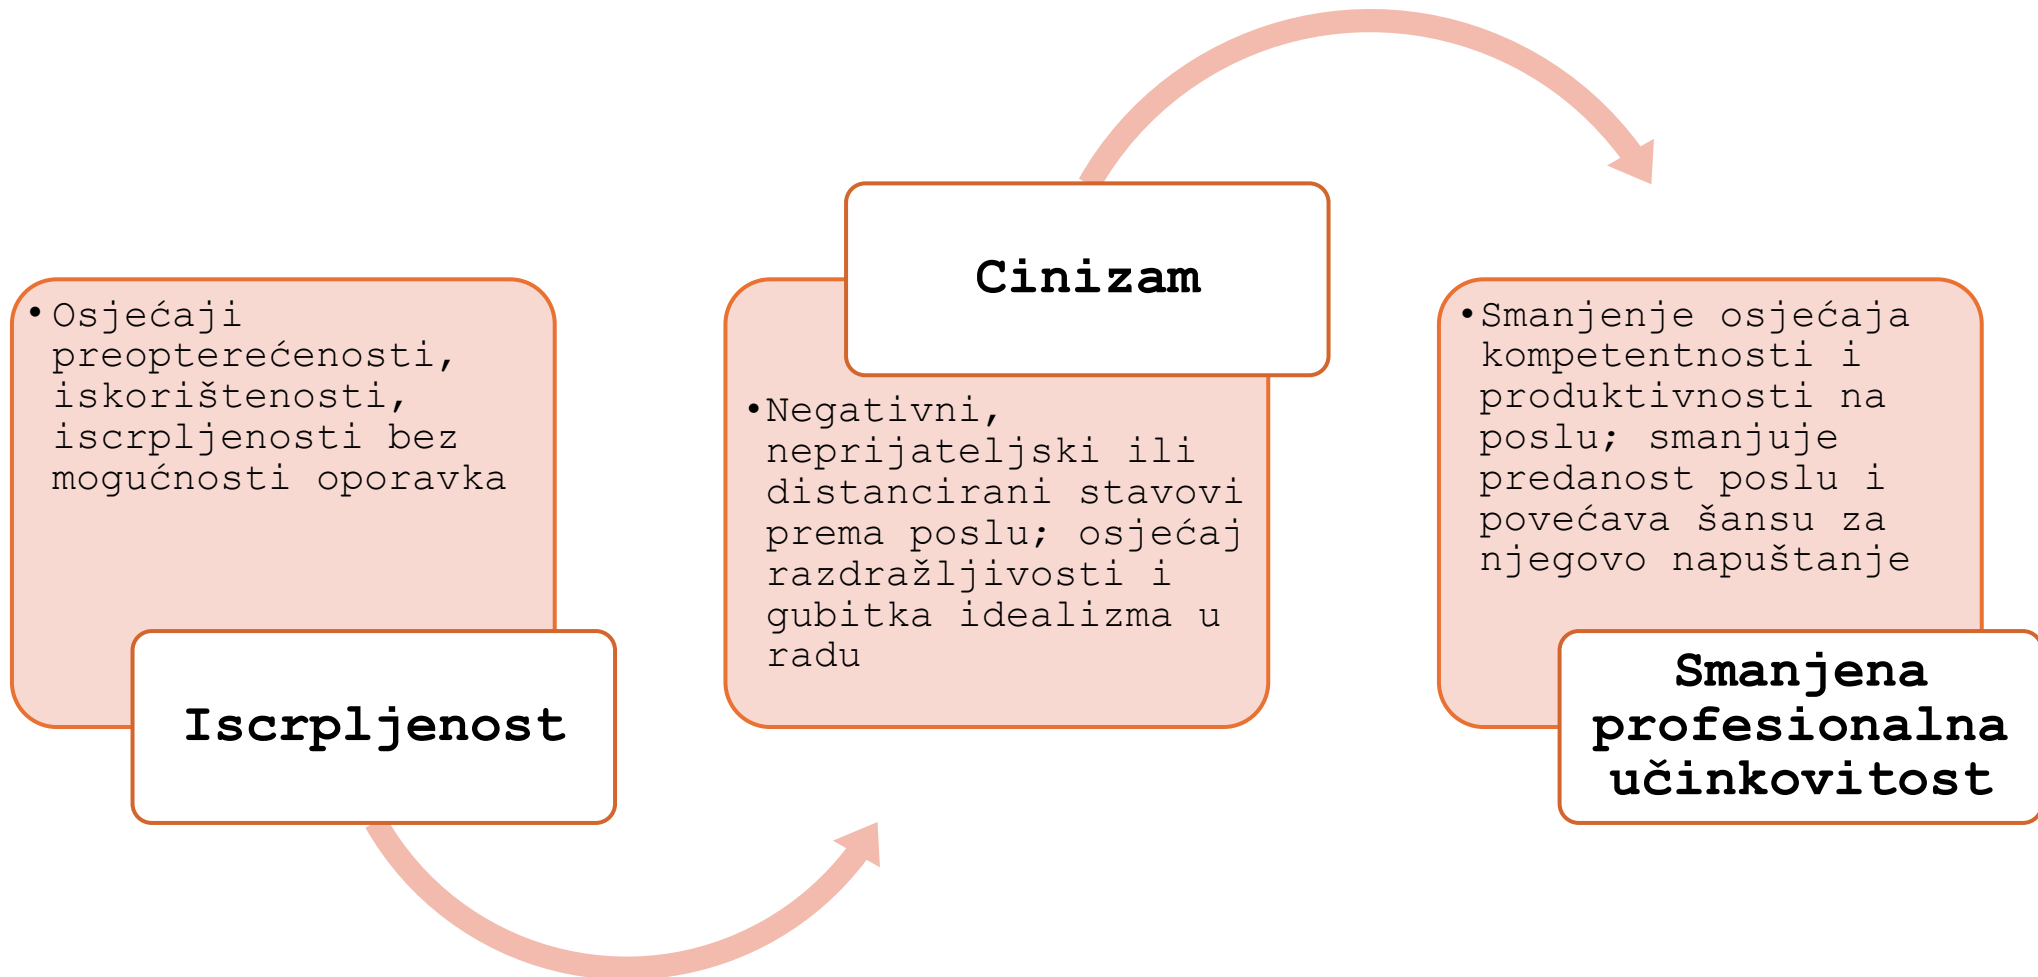 • Osjećaji
preopterećenosti,
iskorištenosti,
iscrpljenosti bez
mogućnosti oporavka
Iscrpljenost
Cinizam
•Negativni,
neprijateljski ili
distancirani stavovi
prema poslu; osjećaj
razdražljivosti i
gubitka idealizma u
radu
•Smanjenje osjećaja
kompetentnosti i
produktivnosti na
poslu; smanjuje
predanost poslu i
povećava šansu za
njegovo napuštanje
Smanjena
profesionalna
učinkovitost